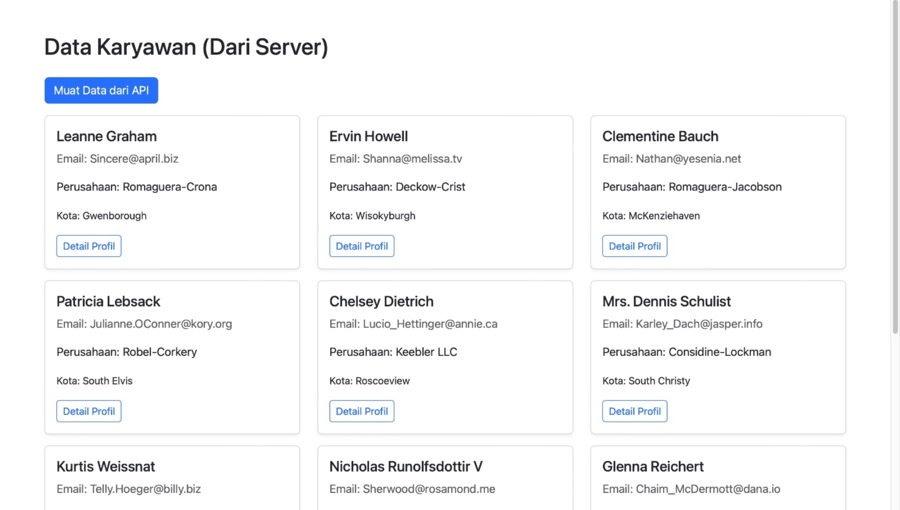 Data Karyawan (Dari Server)
Muat Data dari API
Leanne Graham
Email: Sincere@april.biz
Perusahaan: Romaguera-Crona
Kota: Gwenborough
Detail Profil
Ervin Howell
Email: Shanna@melissa.tv
Perusahaan: Deckow-Crist
Kota: Wisokyburgh
Detail Profil
Clementine Bauch
Email: Nathan@yesenia.net
Perusahaan: Romaguera-Jacobson
Kota: McKenziehaven
Detail Profil
Patricia Lebsack
Email: Julianne.OConner@kory.org
Perusahaan: Robel-Corkery
Kota: South Elvis
Detail Profil
Chelsey Dietrich
Email: Lucio_Hettinger@annie.ca
Perusahaan: Keebler LLC
Kota: Roscoeview
Detail Profil
Mrs. Dennis Schulist
Email: Karley_Dach@jasper.info
Perusahaan: Considine-Lockman
Kota: South Christy
Detail Profil
Kurtis Weissnat
Email: Telly.Hoeger@billy.biz
Nicholas Runolfsdottir V
Email: Sherwood@rosamond.me
Glenna Reichert
Email: Chaim_McDermott@dana.io